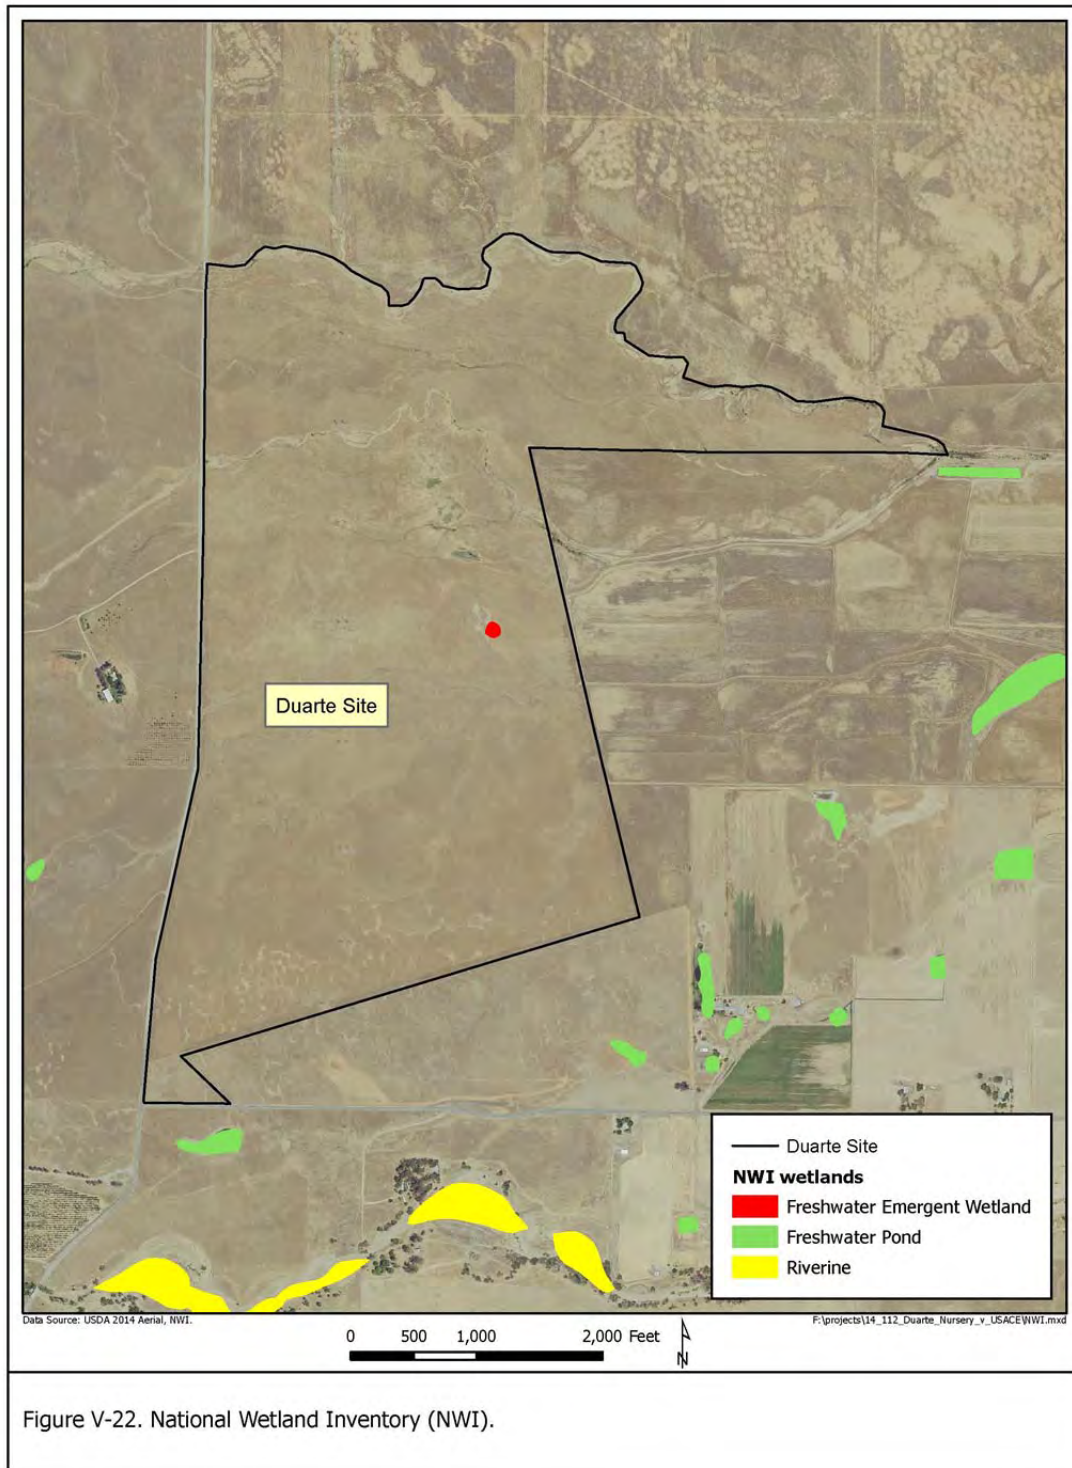 Duarte Site
Duarte Site
NWI wetlands
Freshwater Emergent Wetland
Freshwater Pond
Riverine
Data Source: USDA 2014 Aerial, NWI.
F:\projects\14_112_Duarte_Nursery_v_USACE\NWI.mxd
0 500 1,000 2,000 Feet
N
Figure V-22. National Wetland Inventory (NWI).